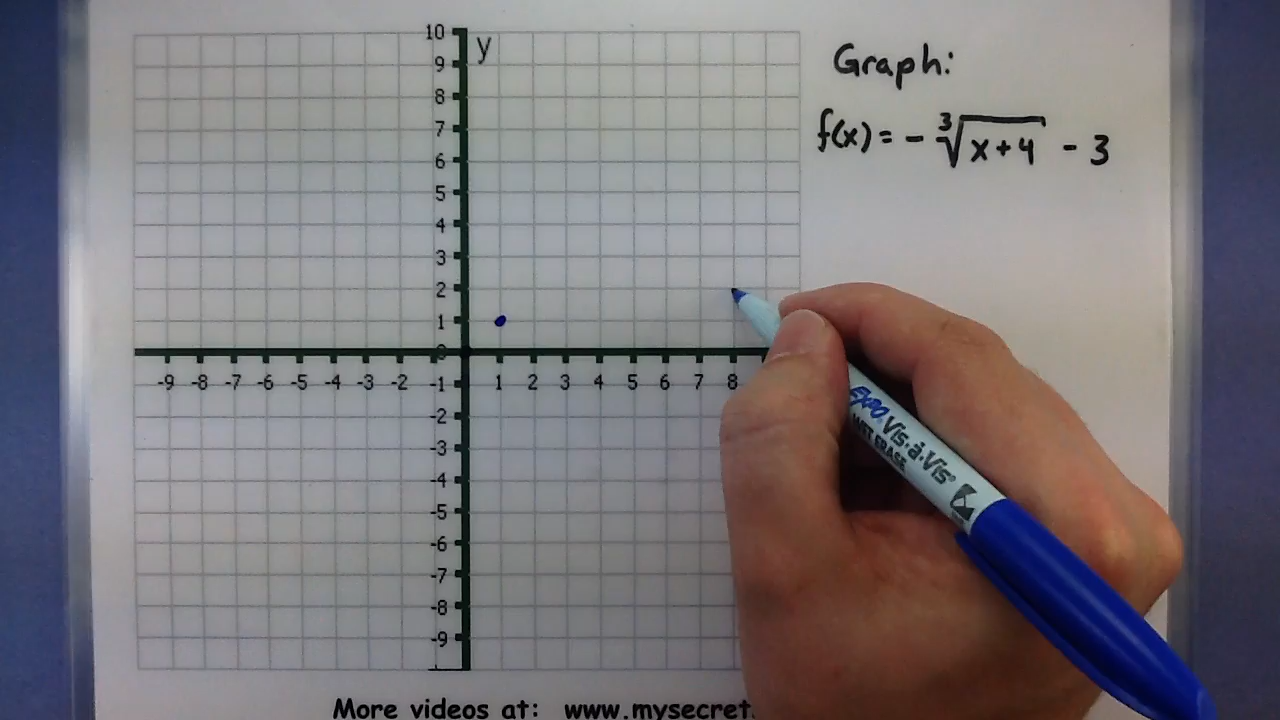 10
y
9
8
7
6
5
4
3
2
1
0
-9 -8 -7 -6 -5 -4 -3 -2 -1 1 2 3 4 5 6 7 8
-2
-3
-4
-5
-6
-7
-8
-9
Graph:
f(x) = - ∛x+4 - 3
EXPO Vis-à-Vis
WET ERASE
More videos at: www.mysecret